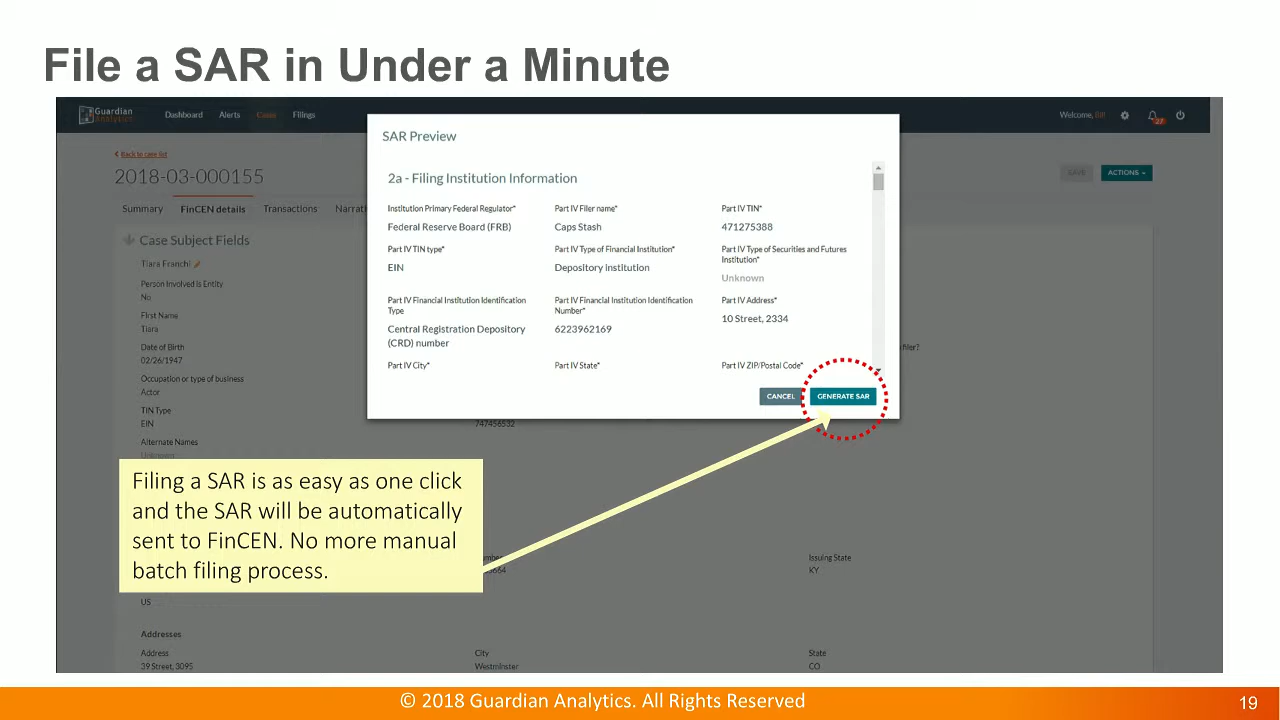 File a SAR in Under a Minute
Guardian
Analytics
Dashboard Alerts Cases Filings
Welcome, Bill
27
Back to case list
2018-03-000155
SAVE
ACTIONS
Summary FinCEN details Transactions
Case Subject Fields
Tiara Franchi
Person Involved is Entity
No
First Name
Tiara
Date of Birth
02/26/1947
filer?
Occupation or type of business
Actor
TIN Type
EIN
747456532
Alternate Names
Unknown
SAR Preview
2a - Filing Institution Information
Institution Primary Federal Regulator* Part IV Filer name* Part IV TIN*
Federal Reserve Board (FRB) Caps Stash 471275388
Part IV TIN type* Part IV Type of Financial Institution* Part IV Type of Securities and Futures
Institution*
EIN Depository institution
Unknown
Part IV Financial Institution Identification Part IV Financial Institution Identification Part IV Address*
Type Number*
10 Street, 2334
Central Registration Depository 6223962169
(CRD) number
Part IV City* Part IV State* Part IV ZIP/Postal Code*
CANCEL GENERATE SAR
Filing a SAR is as easy as one click
and the SAR will be automatically
sent to FinCEN. No more manual
batch filing process.
Issuing State
KY
US
Addresses
Address City State
39 Street, 3095 Westminster CO
© 2018 Guardian Analytics. All Rights Reserved
19